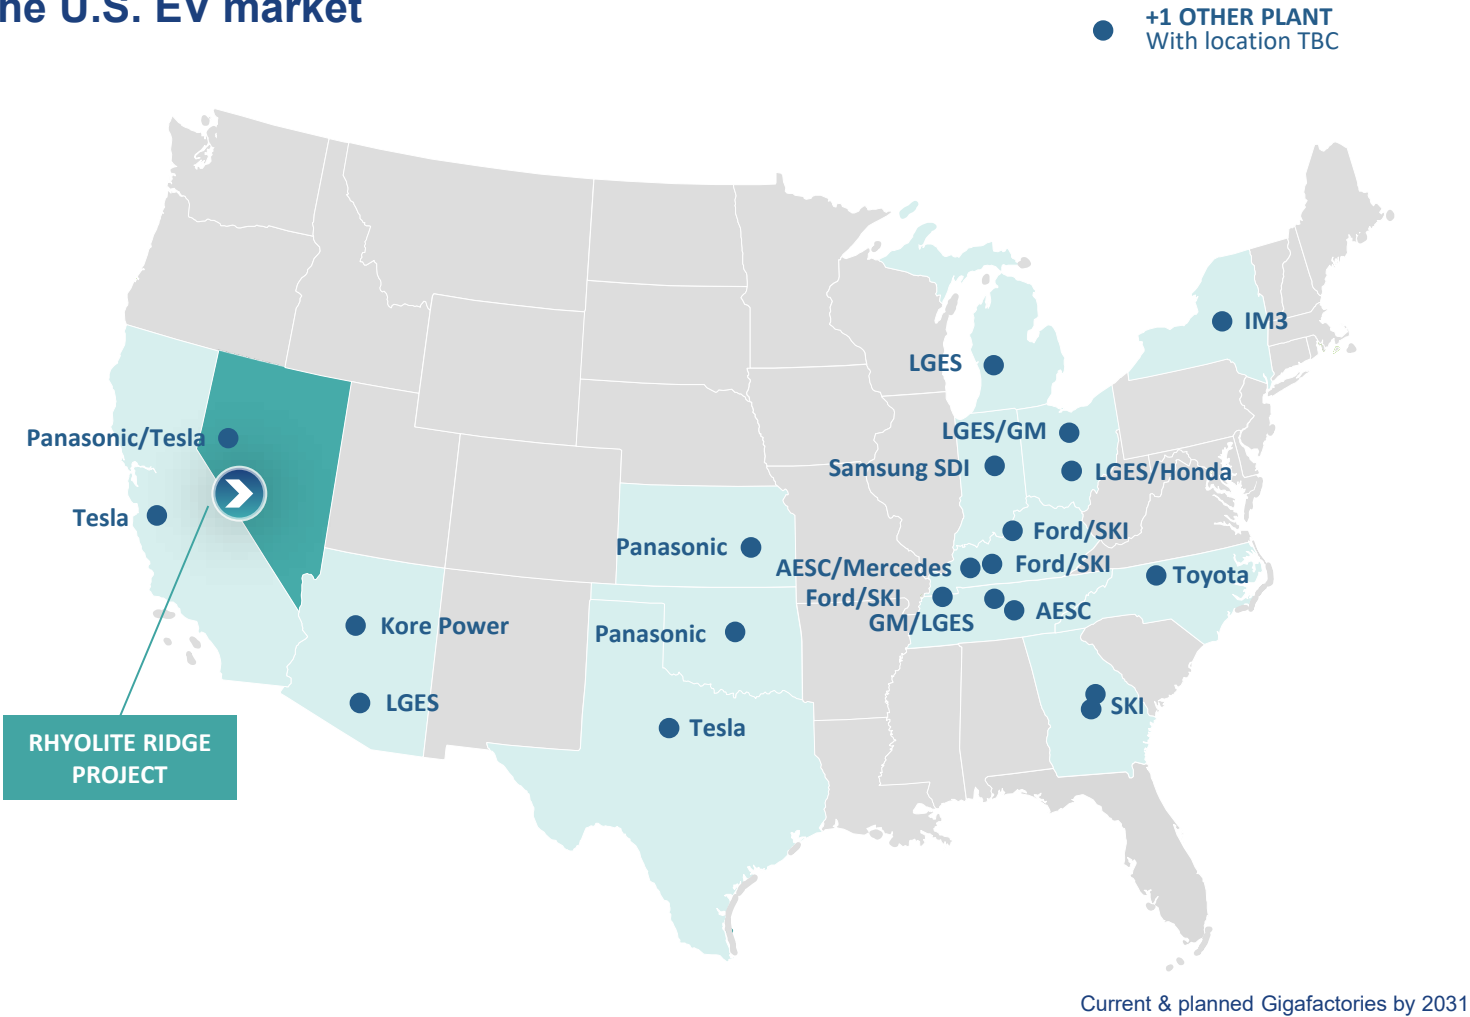 he U.S. EV market
+1 OTHER PLANT
With location TBC
IM3
LGES
LGES/GM
Panasonic/Tesla
Samsung SDI
LGES/Honda
Tesla
Ford/SKI
Panasonic
AESC/Mercedes
Ford/SKI
Toyota
Ford/SKI
GM/LGES
AESC
Kore Power
Panasonic
LGES
SKI
Tesla
RHYOLITE RIDGE
PROJECT
Current & planned Gigafactories by 2031